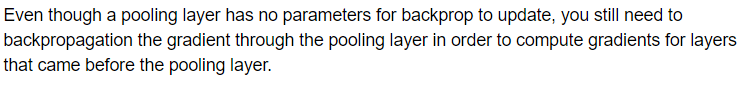 Even though a pooling layer has no parameters for backprop to update, you still need to
backpropagation the gradient through the pooling layer in order to compute gradients for layers
that came before the pooling layer.